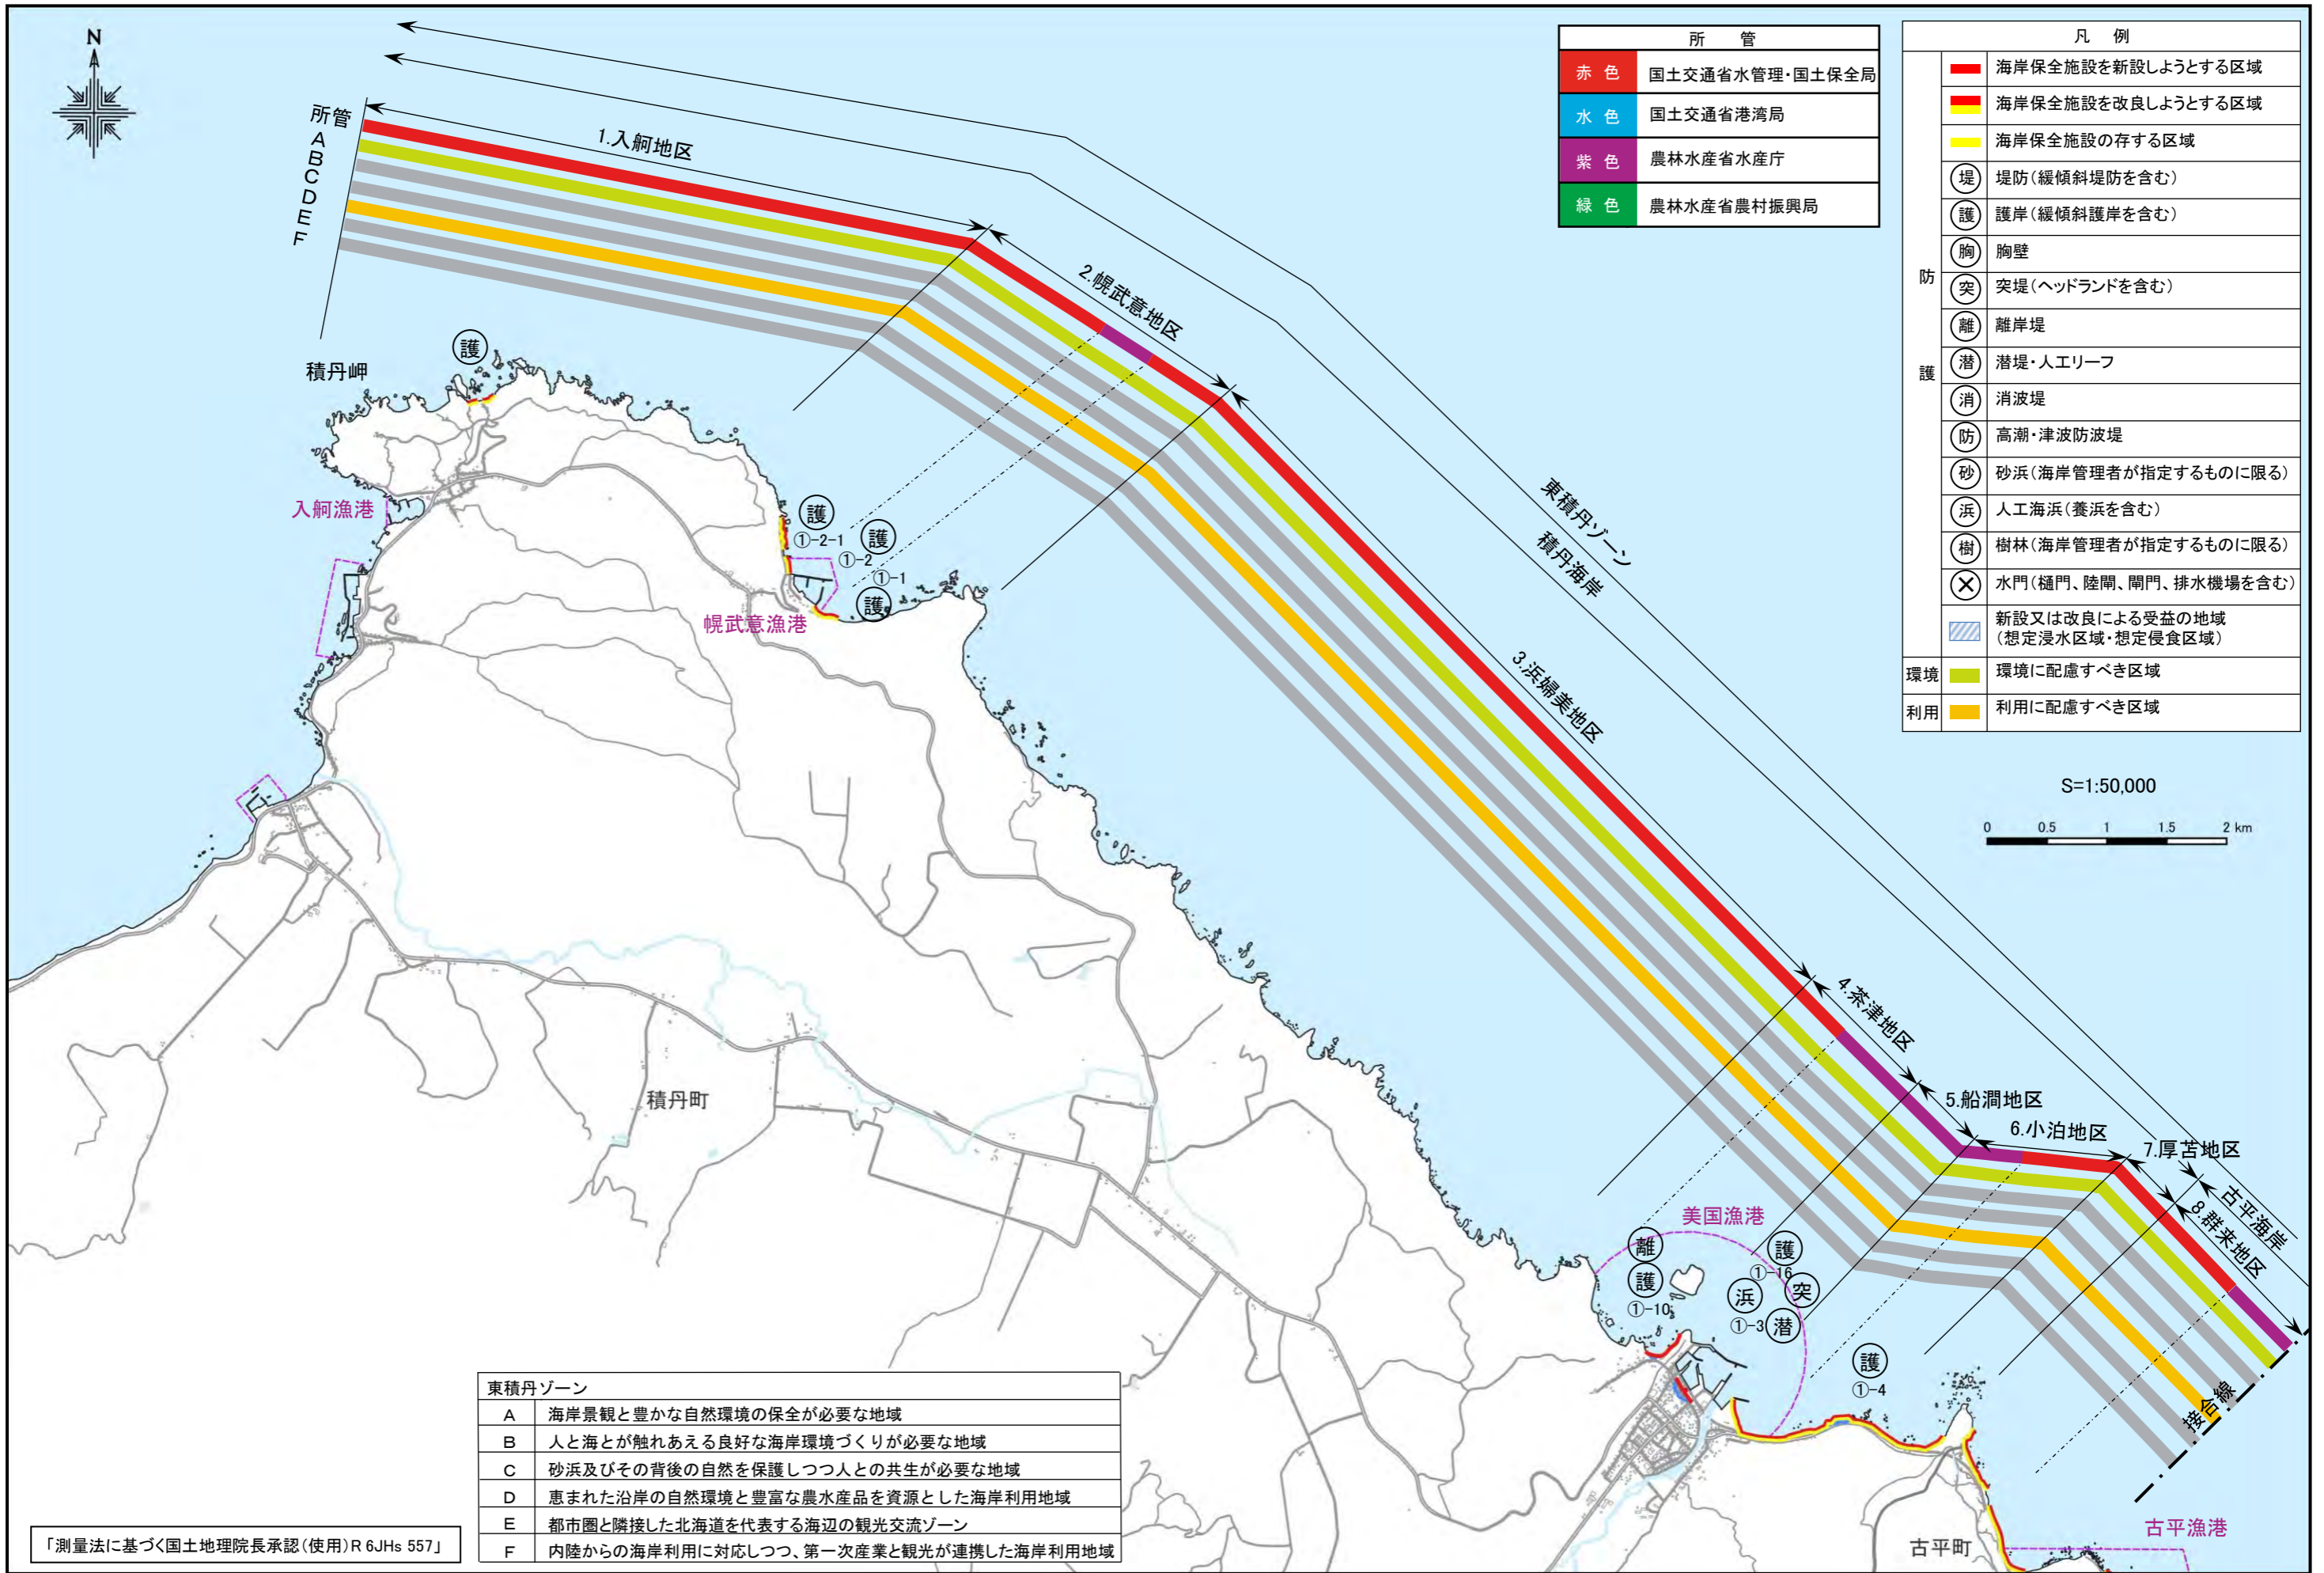 N
所管
A
B
C
D
E
F
1.入舸地区
2.幌武意地区
3.浜婦美地区
4.茶津地区
5.船澗地区
6.小泊地区
7.厚苫地区
8.群来地区
東積丹ゾーン
積丹海岸
古平海岸
接合線
所 管
赤 色 国土交通省水管理・国土保全局
水 色 国土交通省港湾局
紫 色 農林水産省水産庁
緑 色 農林水産省農村振興局
凡 例
防護
海岸保全施設を新設しようとする区域
海岸保全施設を改良しようとする区域
海岸保全施設の存する区域
堤 堤防(緩傾斜堤防を含む)
護 護岸(緩傾斜護岸を含む)
胸 胸壁
突 突堤(ヘッドランドを含む)
離 離岸堤
潜 潜堤・人工リーフ
消 消波堤
防 高潮・津波防波堤
砂 砂浜(海岸管理者が指定するものに限る)
浜 人工海浜(養浜を含む)
樹 樹林(海岸管理者が指定するものに限る)
水門(樋門、陸閘、閘門、排水機場を含む)
新設又は改良による受益の地域
(想定浸水区域・想定侵食区域)
環境 環境に配慮すべき区域
利用 利用に配慮すべき区域
S=1:50,000
0 0.5 1 1.5 2 km
積丹岬
護
入舸漁港
護
①-2-1
護
①-2
①-1
護
幌武意漁港
積丹町
美国漁港
離
護
①-10
護
①-16
突
浜
①-3
潜
護
①-4
古平漁港
古平町
東積丹ゾーン
A 海岸景観と豊かな自然環境の保全が必要な地域
B 人と海とが触れあえる良好な海岸環境づくりが必要な地域
C 砂浜及びその背後の自然を保護しつつ人との共生が必要な地域
D 恵まれた沿岸の自然環境と豊富な農水産品を資源とした海岸利用地域
E 都市圏と隣接した北海道を代表する海辺の観光交流ゾーン
F 内陸からの海岸利用に対応しつつ、第一次産業と観光が連携した海岸利用地域
「測量法に基づく国土地理院長承認(使用)R 6JHs 557」